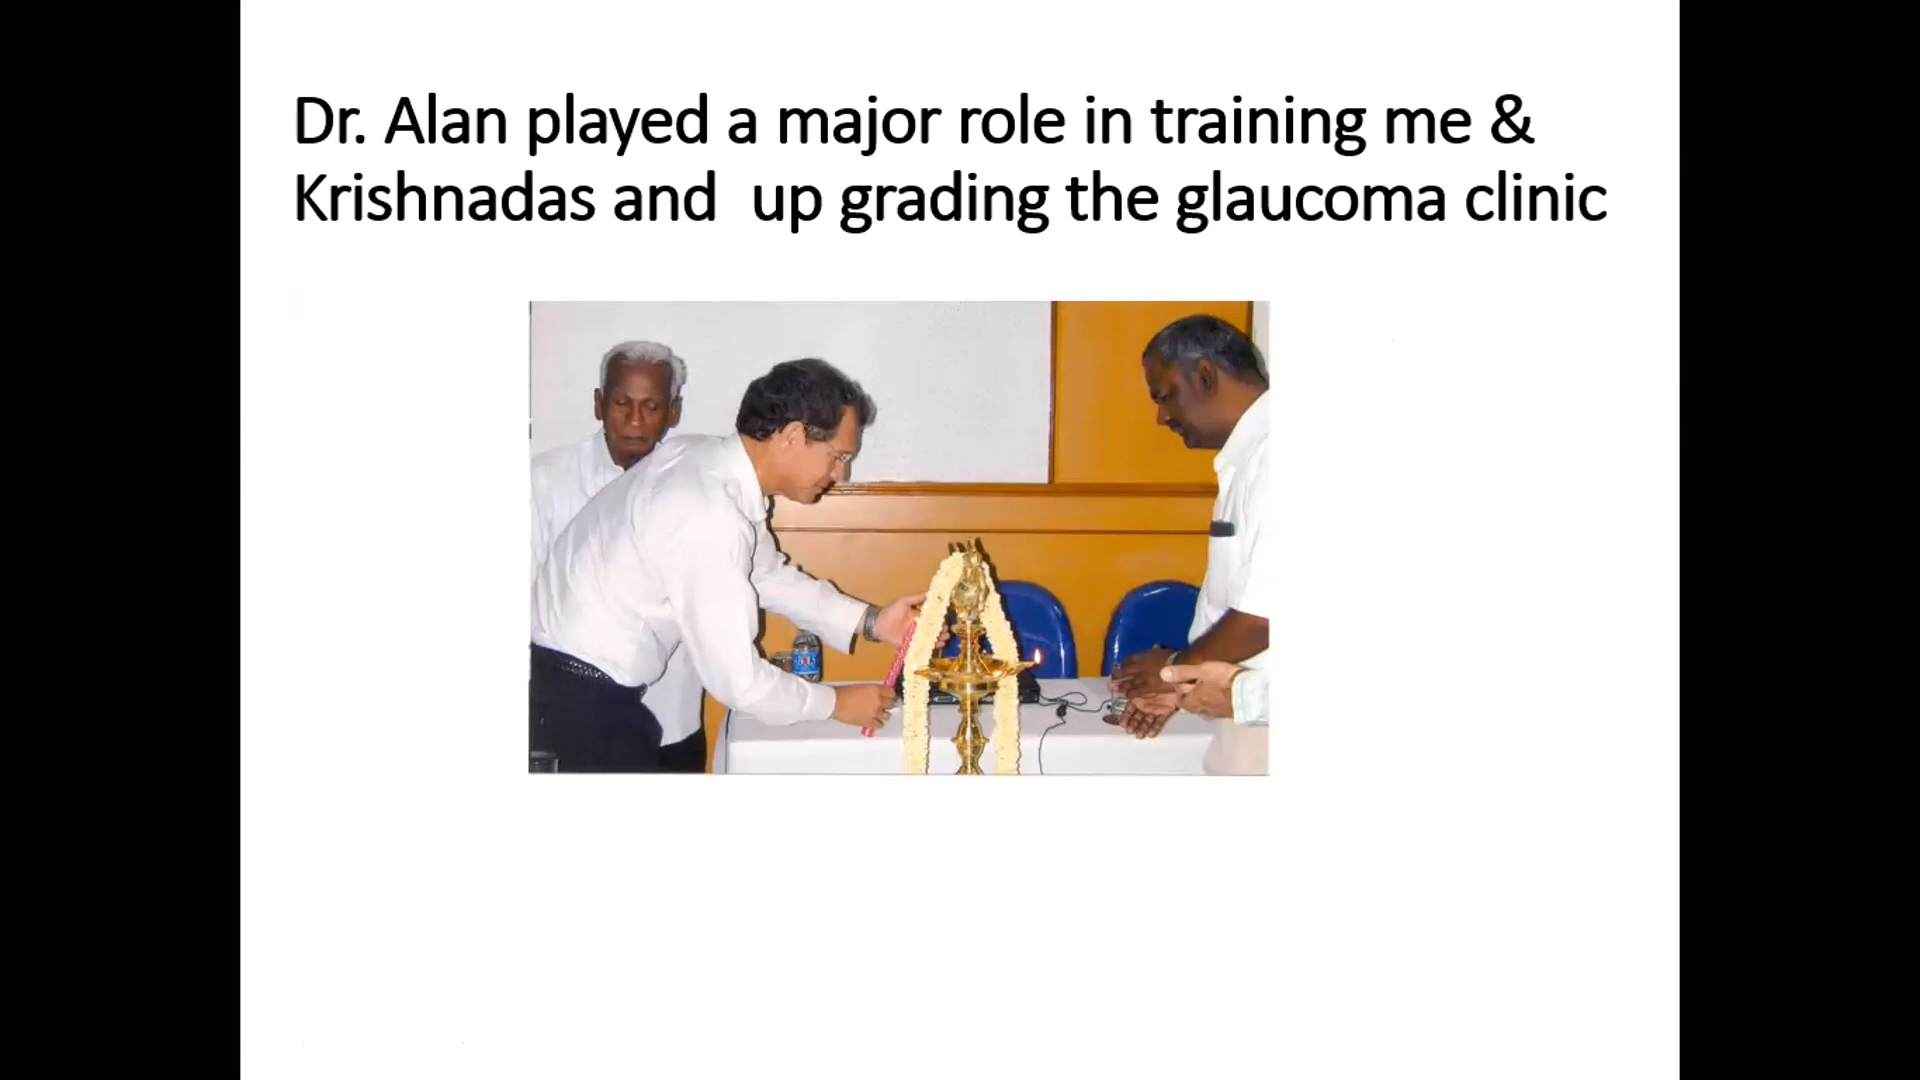 Dr. Alan played a major role in training me &
Krishnadas and  up grading the glaucoma clinic